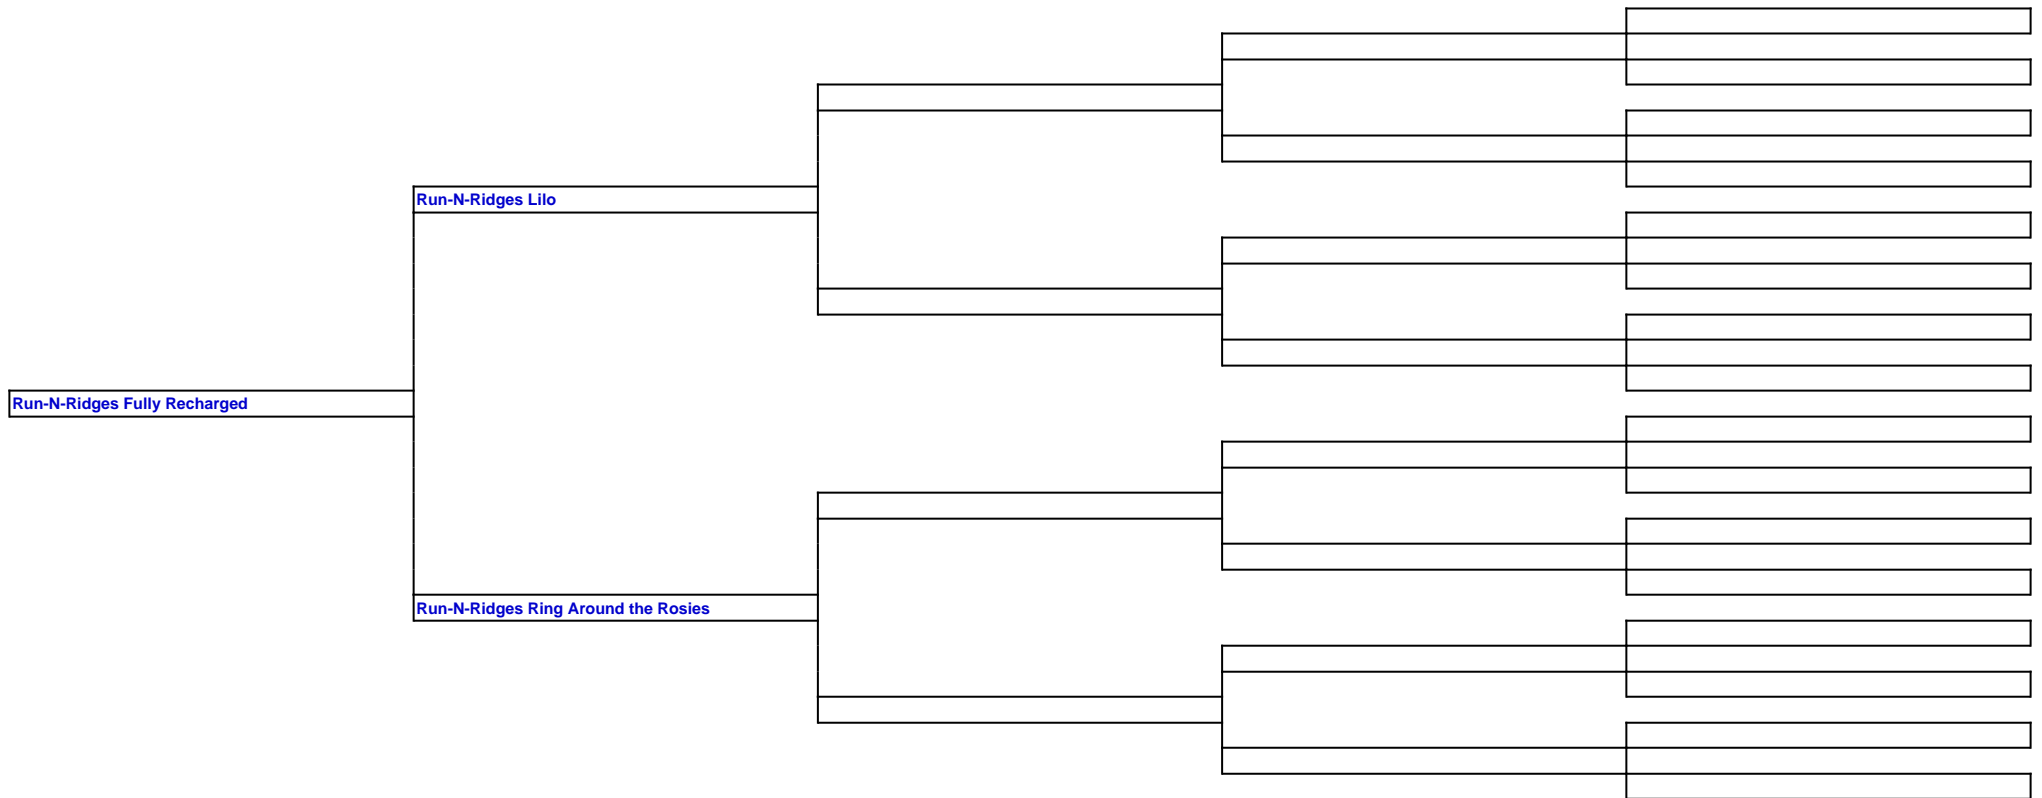 Run-N-Ridges Lilo
Run-N-Ridges Fully Recharged
Run-N-Ridges Ring Around the Rosies